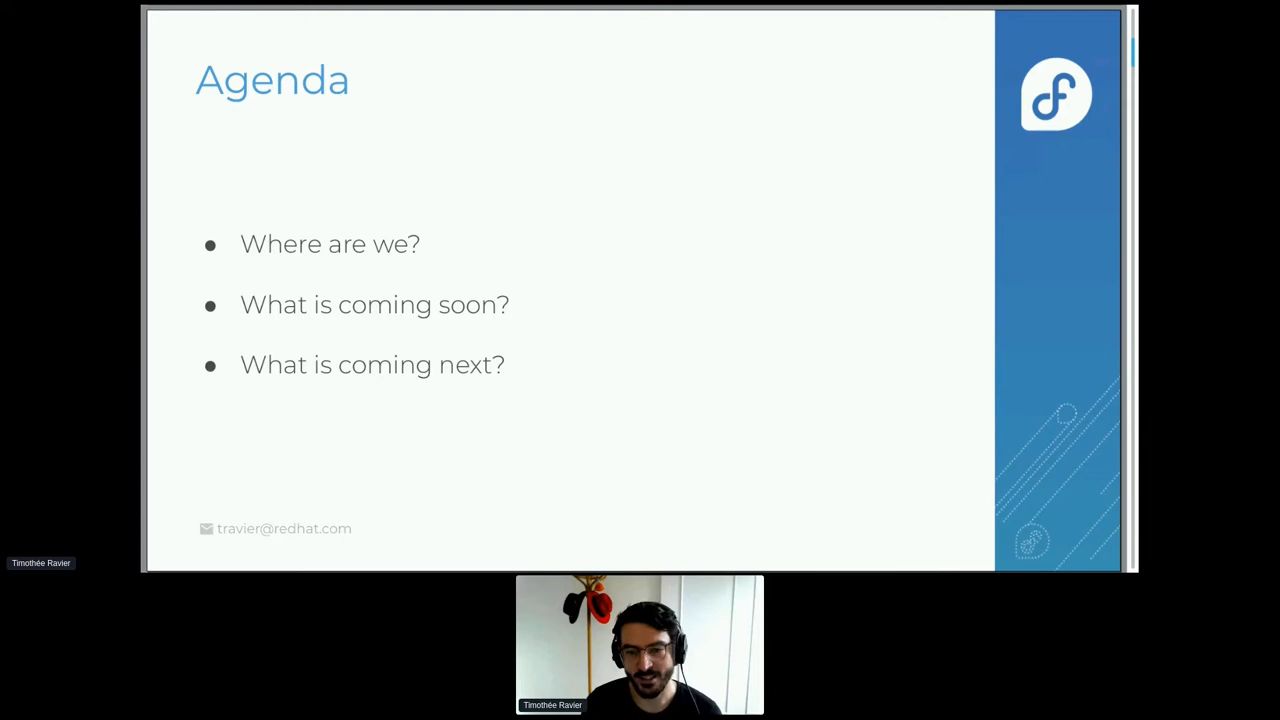 Agenda
● Where are we?
● What is coming soon?
● What is coming next?
travier@redhat.com
Timothée Ravier
Timothée Ravier